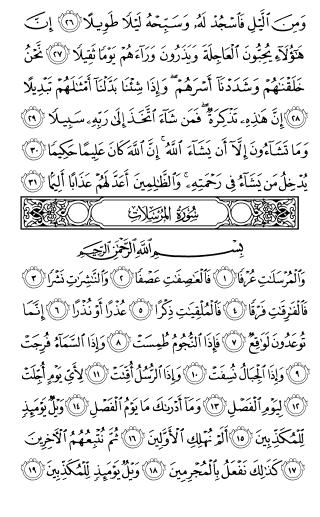 وَمِنَ ٱلَّيۡلِ فَٱسۡجُدۡ لَهُۥ وَسَبِّحۡهُ لَيۡلٗا طَوِيلًا ٢٦ إِنَّ
هَٰٓؤُلَآءِ يُحِبُّونَ ٱلۡعَاجِلَةَ وَيَذَرُونَ وَرَآءَهُمۡ يَوۡمٗا ثَقِيلٗا ٢٧ نَّحۡنُ
خَلَقۡنَٰهُمۡ وَشَدَدۡنَآ أَسۡرَهُمۡۖ وَإِذَا شِئۡنَا بَدَّلۡنَآ أَمۡثَٰلَهُمۡ تَبۡدِيلًا
٢٨ إِنَّ هَٰذِهِۦ تَذۡكِرَةٞۖ فَمَن شَآءَ ٱتَّخَذَ إِلَىٰ رَبِّهِۦ سَبِيلٗا ٢٩
وَمَا تَشَآءُونَ إِلَّآ أَن يَشَآءَ ٱللَّهُۚ إِنَّ ٱللَّهَ كَانَ عَلِيمًا حَكِيمٗا ٣٠
يُدۡخِلُ مَن يَشَآءُ فِي رَحۡمَتِهِۦۚ وَٱلظَّٰلِمِينَ أَعَدَّ لَهُمۡ عَذَابًا أَلِيمَۢا ٣١
سُورَةُ المُرۡسَلَات
بِسۡمِ ٱللَّهِ ٱلرَّحۡمَٰنِ ٱلرَّحِيمِ
وَٱلۡمُرۡسَلَٰتِ عُرۡفٗا ١ فَٱلۡعَٰصِفَٰتِ عَصۡفٗا ٢ وَٱلنَّٰشِرَٰتِ نَشۡرٗا ٣
فَٱلۡفَٰرِقَٰتِ فَرۡقٗا ٤ فَٱلۡمُلۡقِيَٰتِ ذِكۡرًا ٥ عُذۡرًا أَوۡ نُذۡرًا ٦ إِنَّمَا
تُوعَدُونَ لَوَٰقِعٞ ٧ فَإِذَا ٱلنُّجُومُ طُمِسَتۡ ٨ وَإِذَا ٱلسَّمَآءُ فُرِجَتۡ
٩ وَإِذَا ٱلۡجِبَالُ نُسِفَتۡ ١٠ وَإِذَا ٱلرُّسُلُ أُقِّتَتۡ ١١ لِأَيِّ يَوۡمٍ أُجِّلَتۡ
١٢ لِيَوۡمِ ٱلۡفَصۡلِ ١٣ وَمَآ أَدۡرَىٰكَ مَا يَوۡمُ ٱلۡفَصۡلِ ١٤ وَيۡلٞ يَوۡمَئِذٖ
لِّلۡمُكَذِّبِينَ ١٥ أَلَمۡ نُهۡلِكِ ٱلۡأَوَّلِينَ ١٦ ثُمَّ نُتۡبِعُهُمُ ٱلۡأٓخِرِينَ
١٧ كَذَٰلِكَ نَفۡعَلُ بِٱلۡمُجۡرِمِينَ ١٨ وَيۡلٞ يَوۡمَئِذٖ لِّلۡمُكَذِّبِينَ ١٩